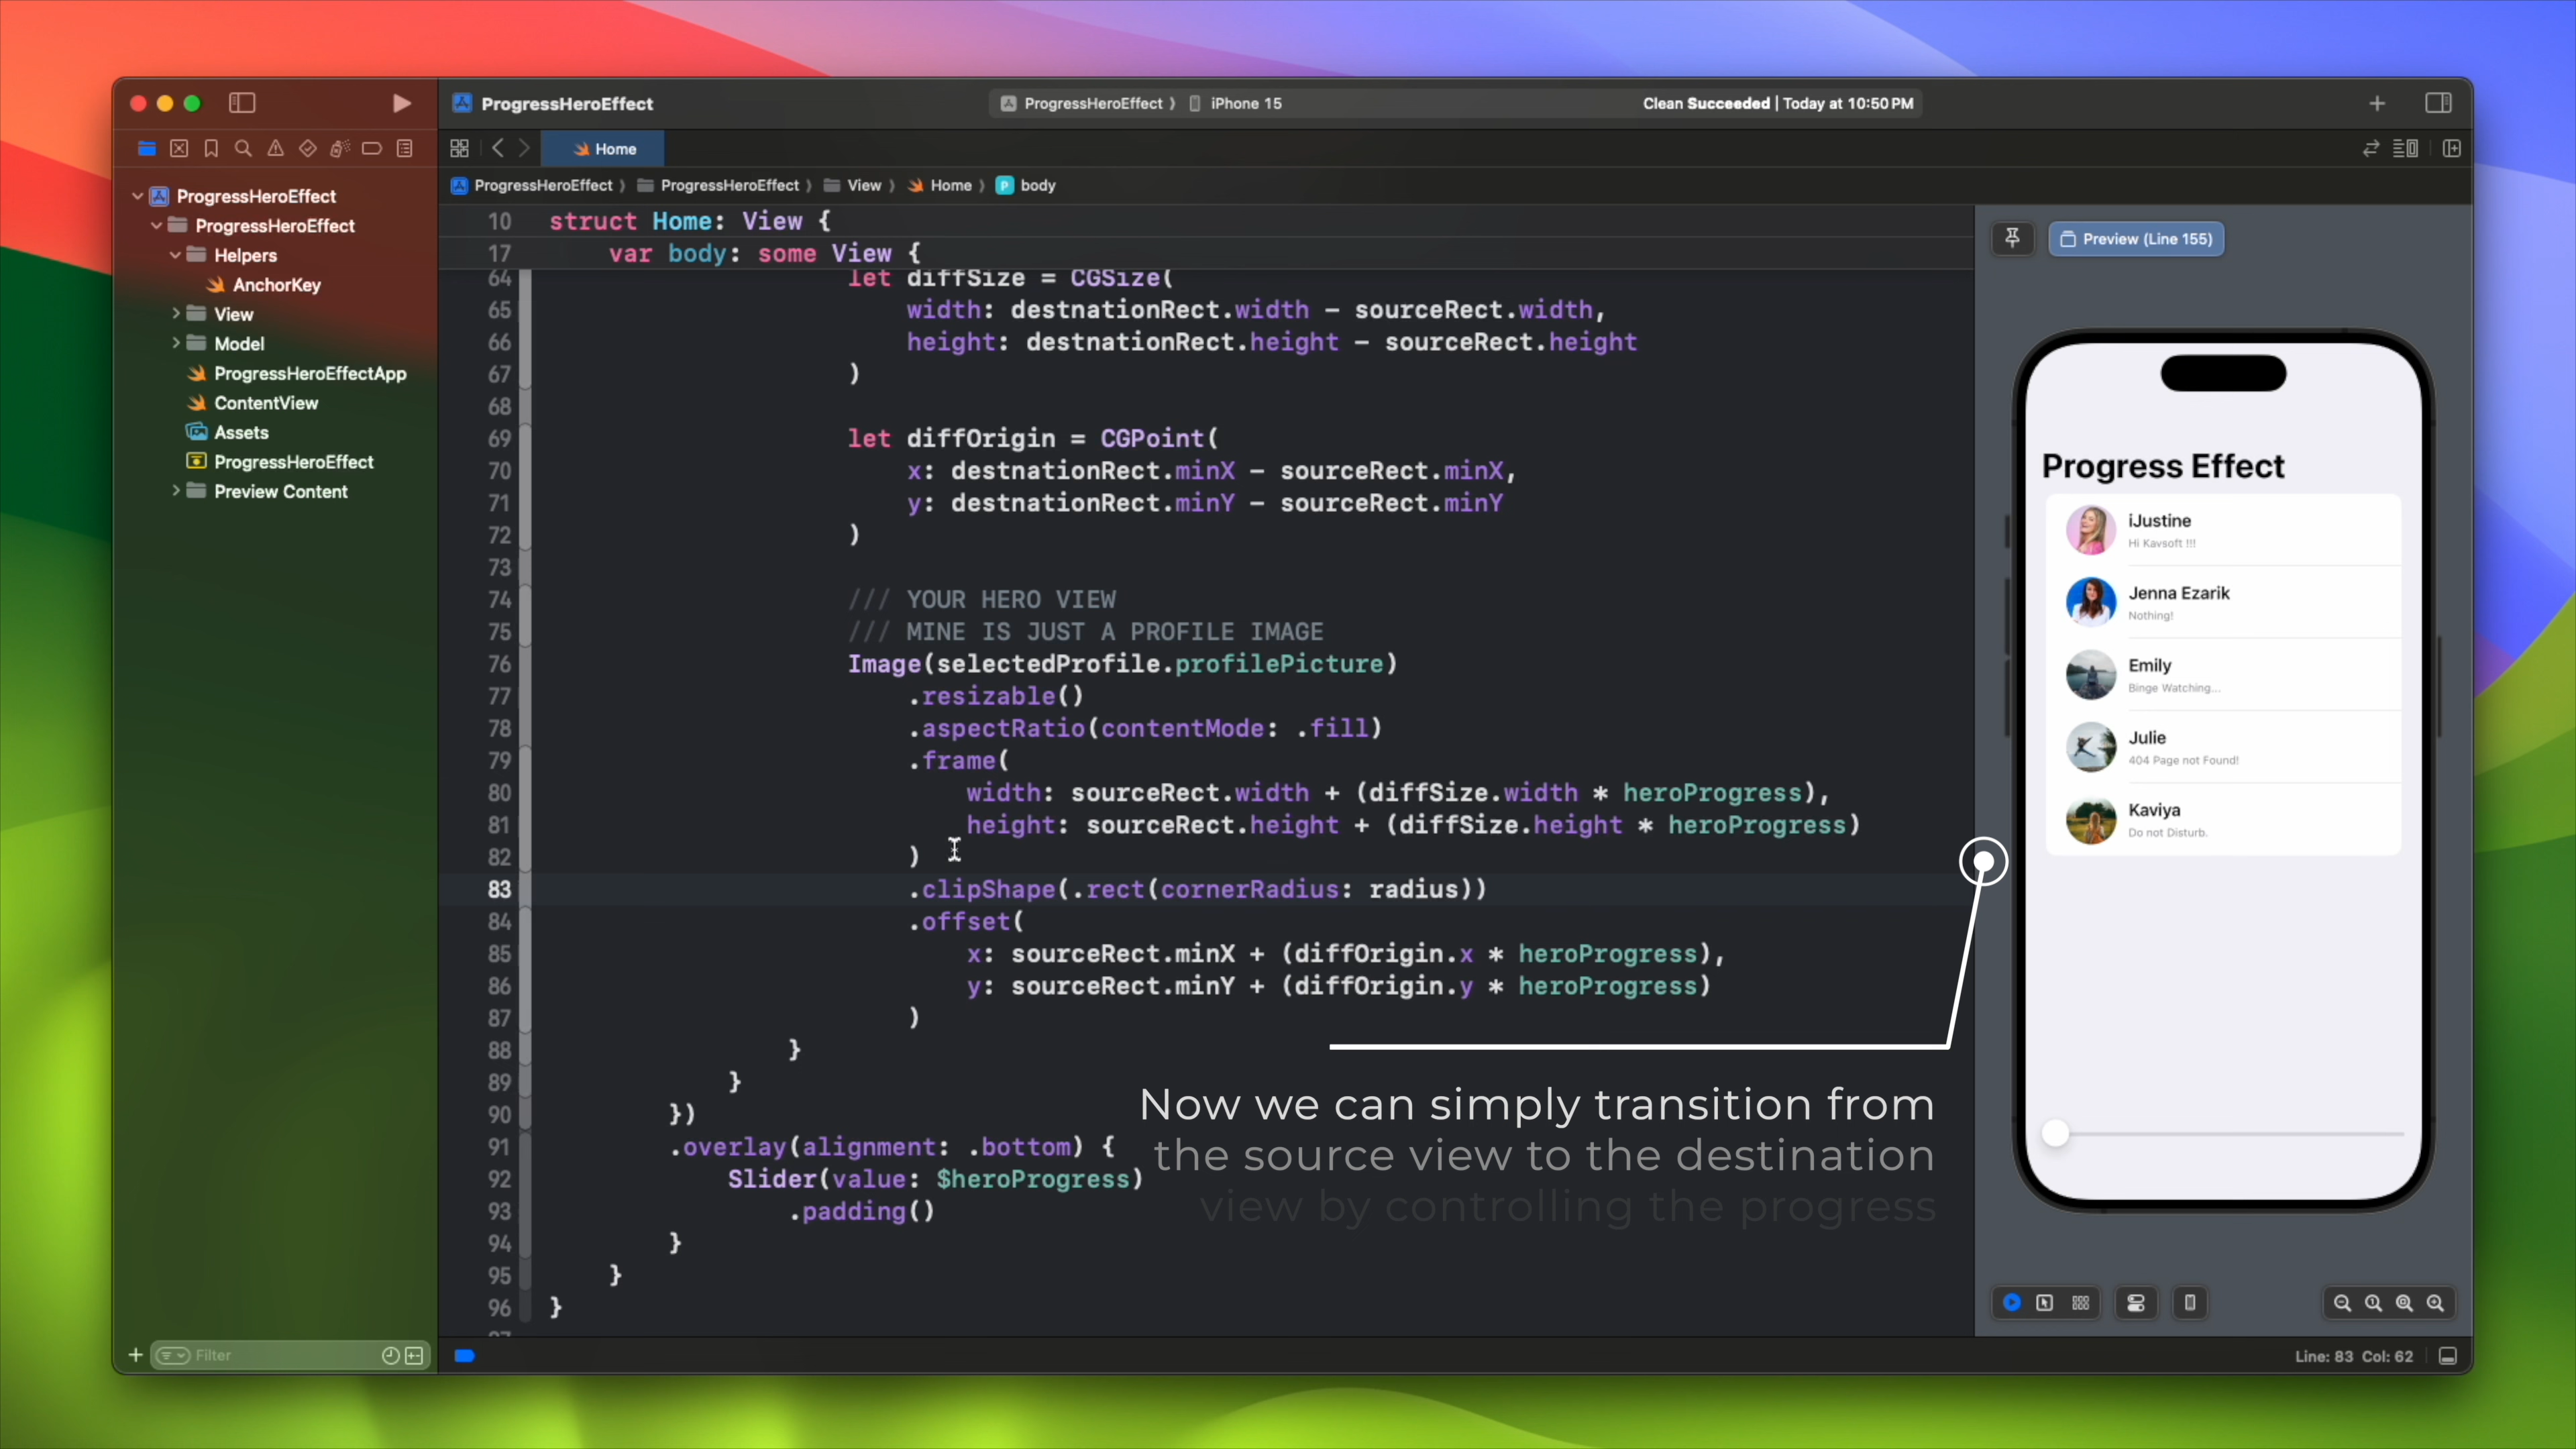 ProgressHeroEffect
ProgressHeroEffect ⟩ iPhone 15
Clean Succeeded | Today at 10:50 PM
Home
ProgressHeroEffect ⟩ ProgressHeroEffect ⟩ View ⟩ Home ⟩ P body
ProgressHeroEffect
ProgressHeroEffect
Helpers
AnchorKey
View
Model
ProgressHeroEffectApp
ContentView
Assets
ProgressHeroEffect
Preview Content
Filter
10 struct Home: View {
17 var body: some View {
64 let diffSize = CGSize(
65 width: destnationRect.width - sourceRect.width,
66 height: destnationRect.height - sourceRect.height
67 )
68
69 let diffOrigin = CGPoint(
70 x: destnationRect.minX - sourceRect.minX,
71 y: destnationRect.minY - sourceRect.minY
72 )
73
74 /// YOUR HERO VIEW
75 /// MINE IS JUST A PROFILE IMAGE
76 Image(selectedProfile.profilePicture)
77 .resizable()
78 .aspectRatio(contentMode: .fill)
79 .frame(
80 width: sourceRect.width + (diffSize.width * heroProgress),
81 height: sourceRect.height + (diffSize.height * heroProgress)
82 )
83 .clipShape(.rect(cornerRadius: radius))
84 .offset(
85 x: sourceRect.minX + (diffOrigin.x * heroProgress),
86 y: sourceRect.minY + (diffOrigin.y * heroProgress)
87 )
88 }
89 }
90 })
91 .overlay(alignment: .bottom) {
92 Slider(value: $heroProgress)
93 .padding()
94 }
95 }
96 }
Now we can simply transition from
the source view to the destination
view by controlling the progress
Preview (Line 155)
Progress Effect
iJustine
Hi Kavsoft !!!
Jenna Ezarik
Nothing!
Emily
Binge Watching...
Julie
404 Page not Found!
Kaviya
Do not Disturb.
Line: 83 Col: 62